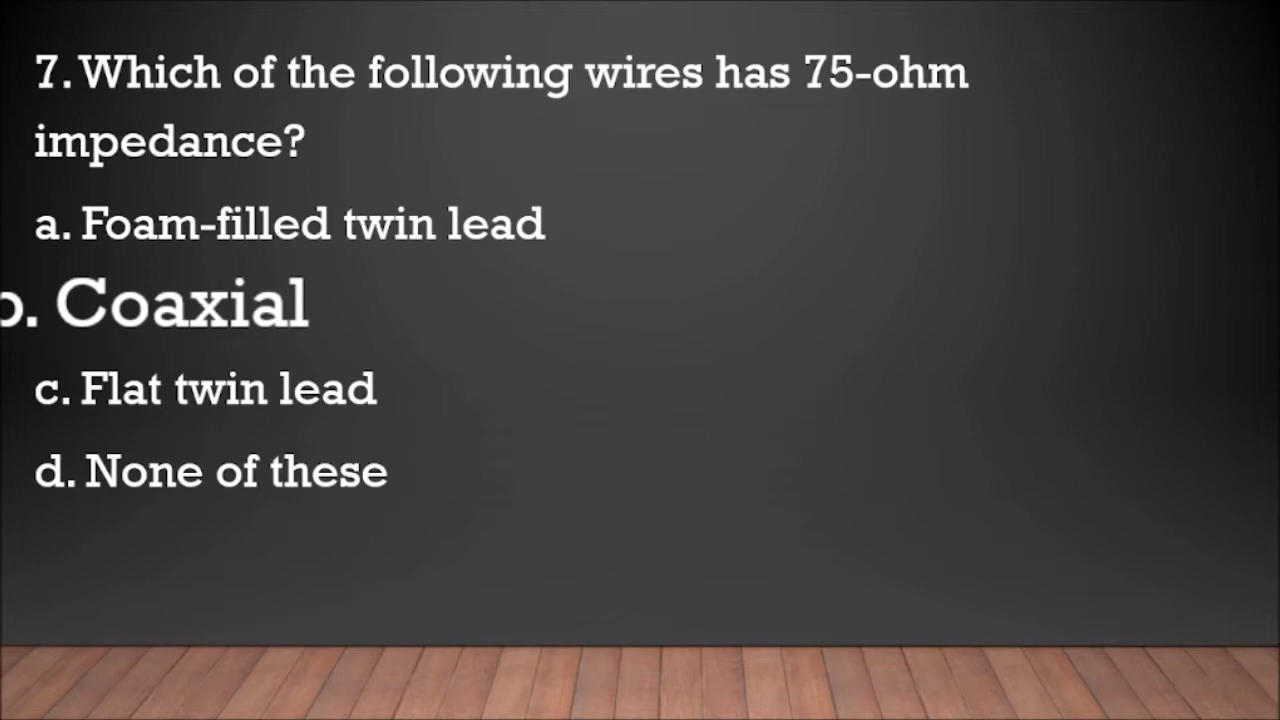 7. Which of the following wires has 75-ohm
impedance?
a. Foam-filled twin lead
b. Coaxial
c. Flat twin lead
d. None of these